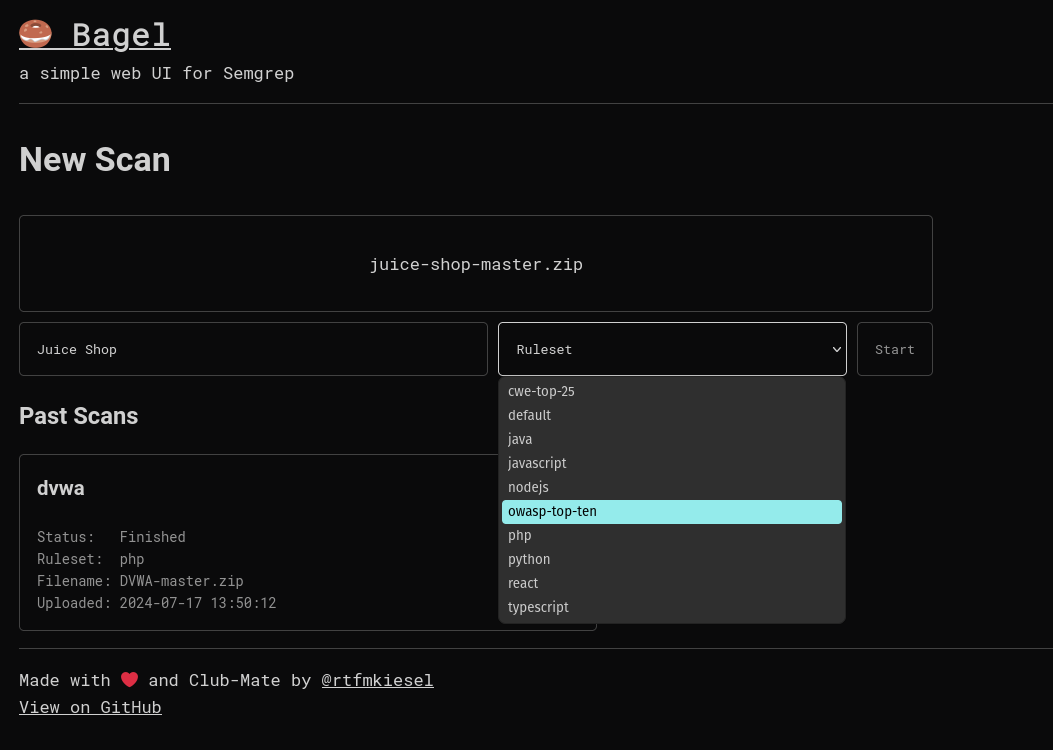 Bagel
a simple web UI for Semgrep
New Scan
juice-shop-master.zip
Juice Shop
Ruleset
Start
cwe-top-25
default
java
javascript
nodejs
owasp-top-ten
php
python
react
typescript
Past Scans
dvwa
Status: Finished
Ruleset: php
Filename: DVWA-master.zip
Uploaded: 2024-07-17 13:50:12
Made with ❤️ and Club-Mate by @rtfmkiesel
View on GitHub